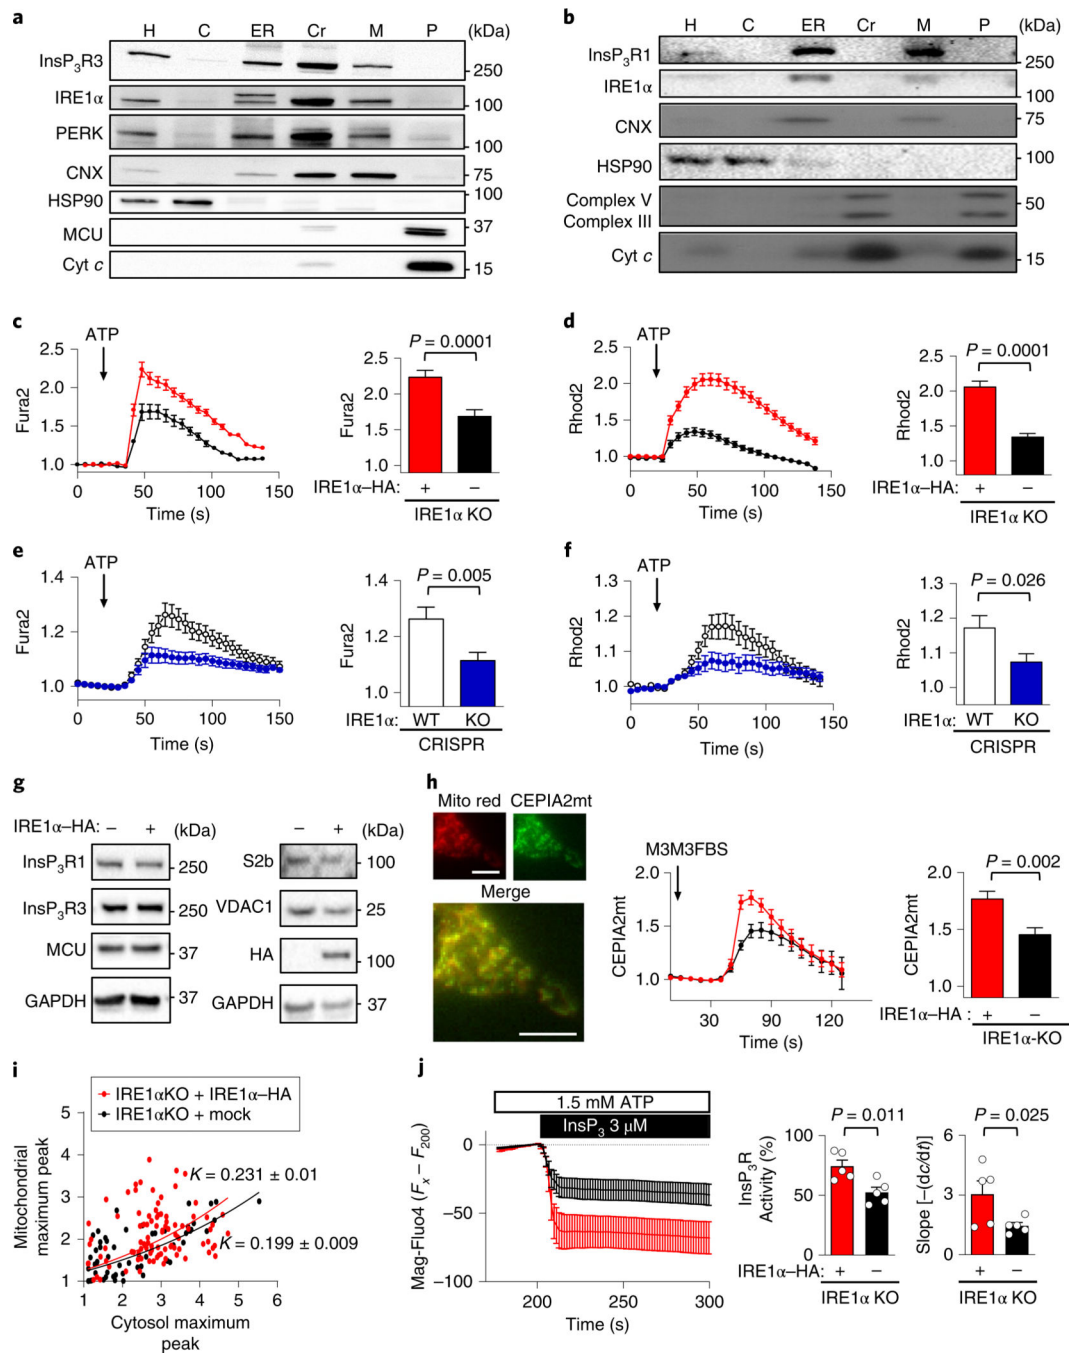 a
H C ER Cr M P (kDa)
InsP3R3
250
IRE1α
100
PERK
100
CNX
75
HSP90
100
MCU
37
Cyt c
15
b
H C ER Cr M P (kDa)
InsP3R1
250
IRE1α
100
CNX
75
HSP90
100
Complex V
50
Complex III
Cyt c
15
c
ATP
Fura2
2.5
2.0
1.5
1.0
0 50 100 150
Time (s)
P = 0.0001
Fura2
2.5
2.0
1.5
1.0
IRE1α–HA: + –
IRE1α KO
d
ATP
Rhod2
2.5
2.0
1.5
1.0
0 50 100 150
Time (s)
P = 0.0001
Rhod2
2.5
2.0
1.5
1.0
IRE1α–HA: + –
IRE1α KO
e
ATP
Fura2
1.4
1.2
1.0
0 50 100 150
Time (s)
P = 0.005
Fura2
1.4
1.2
1.0
IRE1α: WT KO
CRISPR
f
ATP
Rhod2
1.3
1.2
1.1
1.0
0 50 100 150
Time (s)
P = 0.026
Rhod2
1.3
1.2
1.1
1.0
IRE1α: WT KO
CRISPR
g
IRE1α–HA: – + (kDa)
InsP3R1
250
InsP3R3
250
MCU
37
GAPDH
37
– + (kDa)
S2b
100
VDAC1
25
HA
100
GAPDH
37
h
Mito red CEPIA2mt
Merge
M3M3FBS
CEPIA2mt
2.0
1.5
1.0
30 90 120
Time (s)
P = 0.002
CEPIA2mt
2.0
1.5
1.0
IRE1α–HA : + –
IRE1α-KO
i
IRE1αKO + IRE1α–HA
IRE1αKO + mock
Mitochondrial
maximum peak
5
4
3
2
1
K = 0.231 ± 0.01
K = 0.199 ± 0.009
1 2 3 4 5 6
Cytosol maximum
peak
j
1.5 mM ATP
InsP3 3 μM
Mag-Fluo4 (Fx – F200)
0
–50
–100
200 250 300
Time (s)
P = 0.011
InsP3R
Activity (%)
100
50
0
IRE1α–HA: + –
IRE1α KO
P = 0.025
Slope [–(dc/dt)]
6
3
0
+ –
IRE1α KO